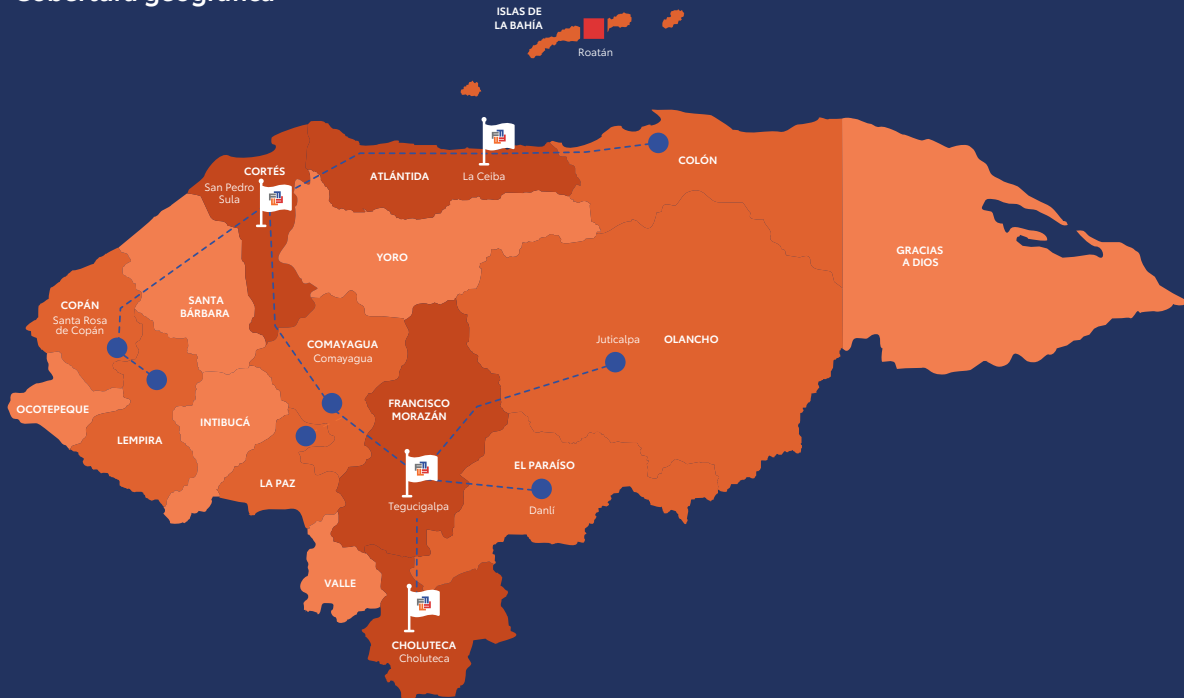 Cobertura geográfica
ISLAS DE
LA BAHÍA
Roatán
CORTÉS
San Pedro
Sula
ATLÁNTIDA
La Ceiba
COLÓN
YORO
GRACIAS
A DIOS
COPÁN
Santa Rosa
de Copán
SANTA
BÁRBARA
COMAYAGUA
Comayagua
Juticalpa
OLANCHO
OCOTEPEQUE
LEMPIRA
INTIBUCÁ
FRANCISCO
MORAZÁN
LA PAZ
EL PARAÍSO
Danlí
Tegucigalpa
VALLE
CHOLUTECA
Choluteca